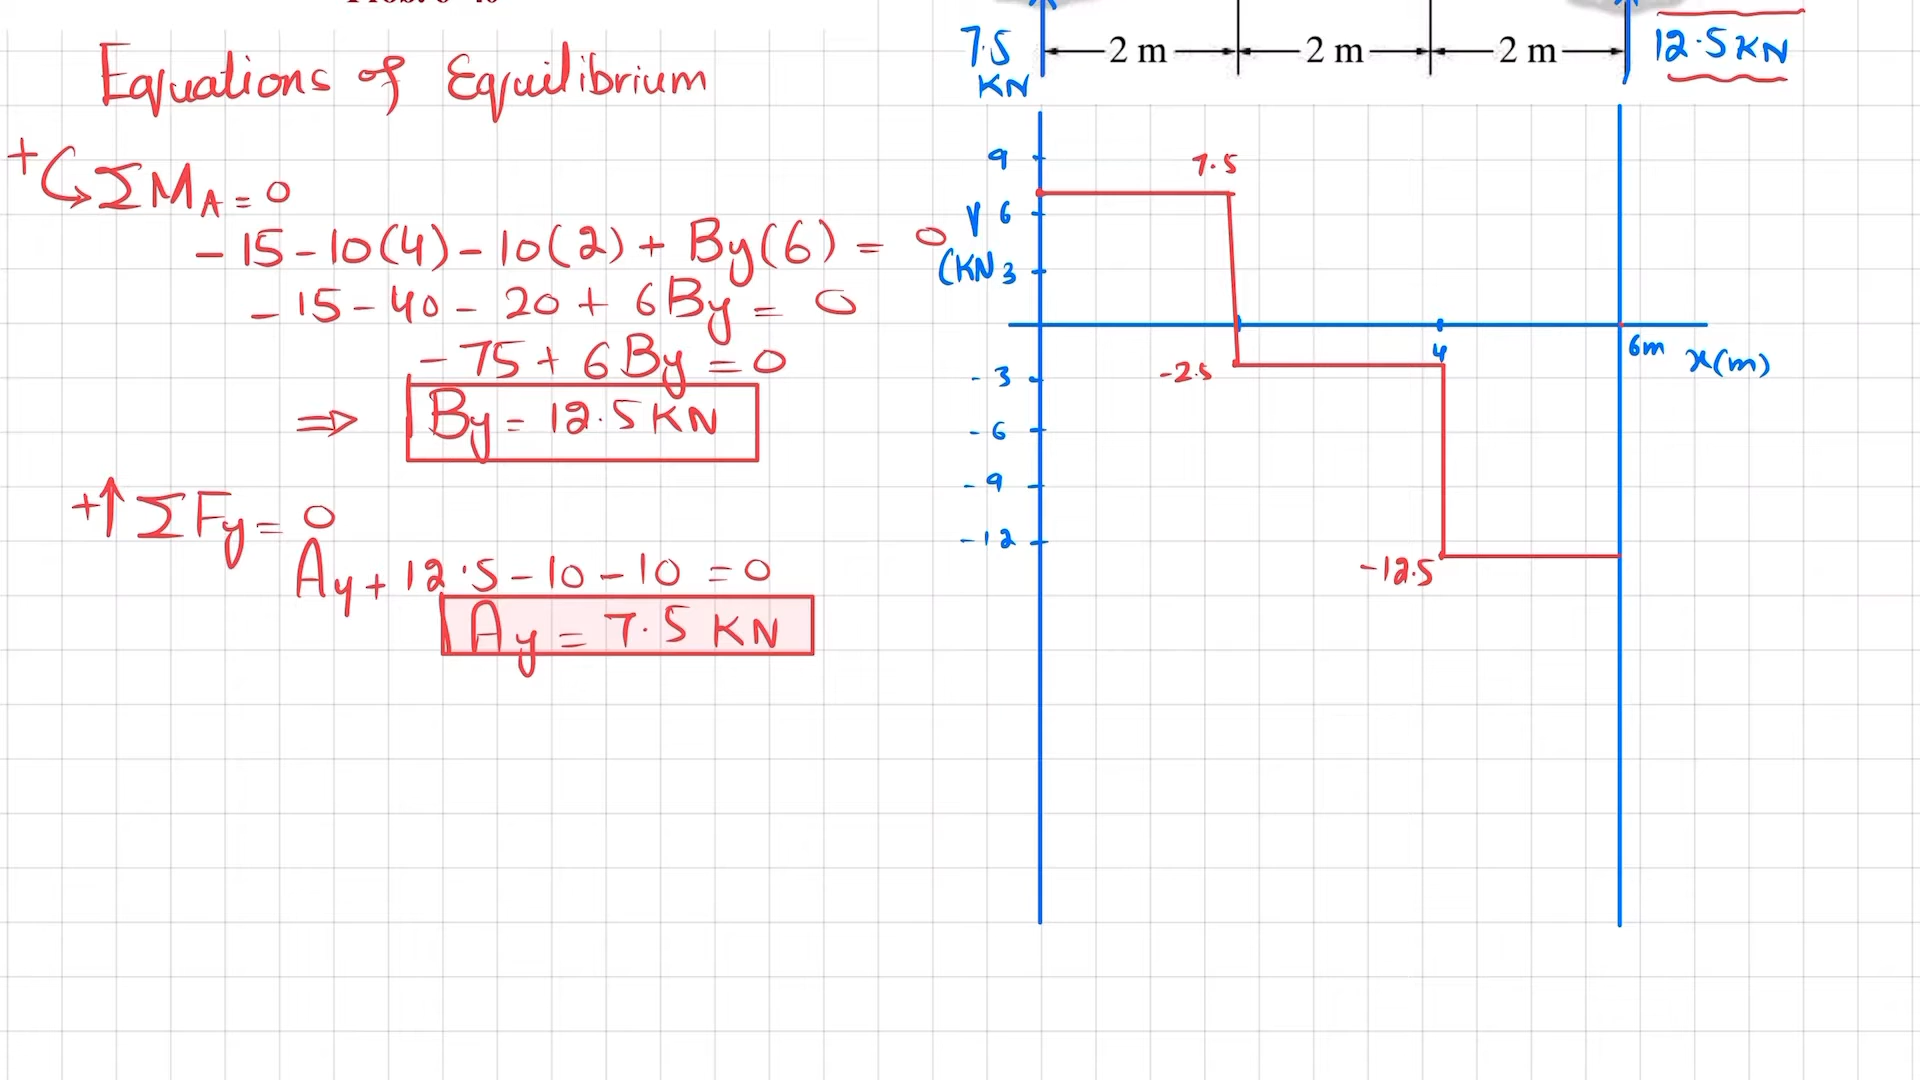 Equations of Equilibrium
+ ΣM_A = 0
- 15 - 10(4) - 10(2) + By(6) = 0
- 15 - 40 - 20 + 6By = 0
- 75 + 6By = 0
⇒ By = 12.5 KN
+↑ ΣFy = 0
Ay + 12.5 - 10 - 10 = 0
Ay = 7.5 KN
7.5
KN
2 m
2 m
2 m
12.5 KN
9
7.5
V 6
(KN 3
4
6m
x(m)
-2.5
-3
-6
-9
-12
-12.5